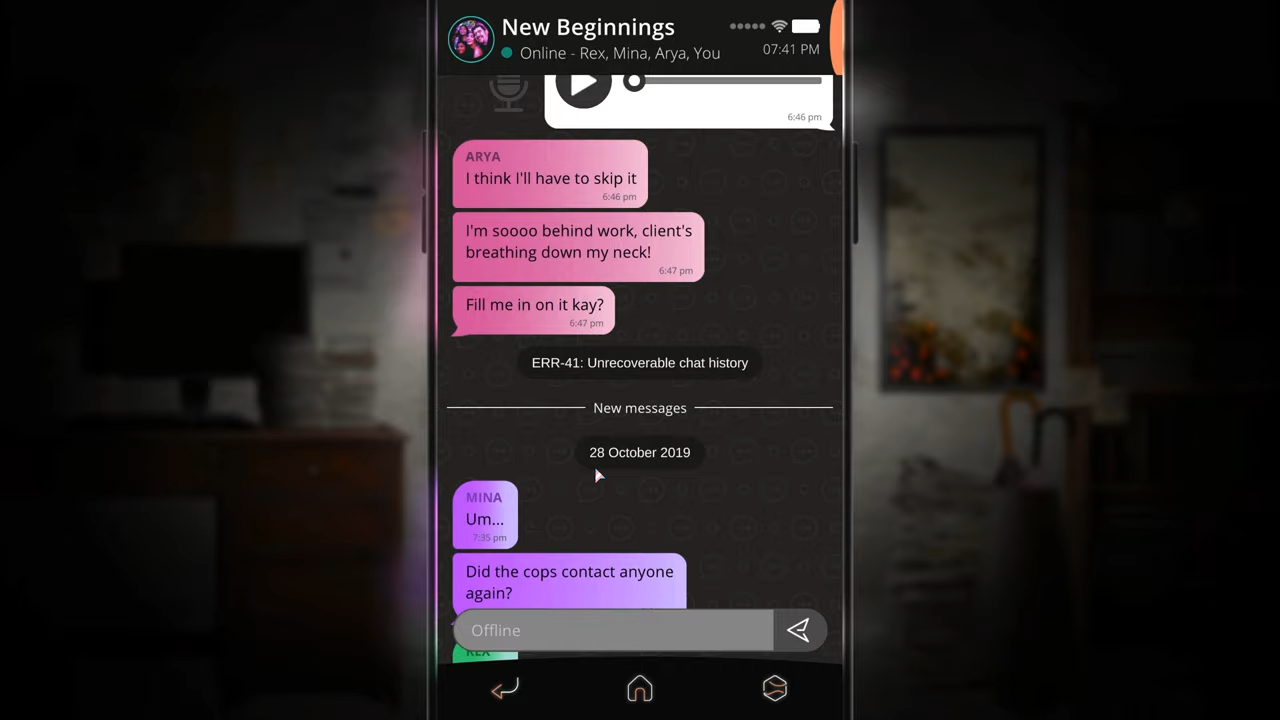 New Beginnings
Online - Rex, Mina, Arya, You
07:41 PM
6:46 pm
ARYA
I think I'll have to skip it
6:46 pm
I'm soooo behind work, client's
breathing down my neck!
6:47 pm
Fill me in on it kay?
6:47 pm
ERR-41: Unrecoverable chat history
New messages
28 October 2019
MINA
Um...
7:35 pm
Did the cops contact anyone
again?
Offline
REX